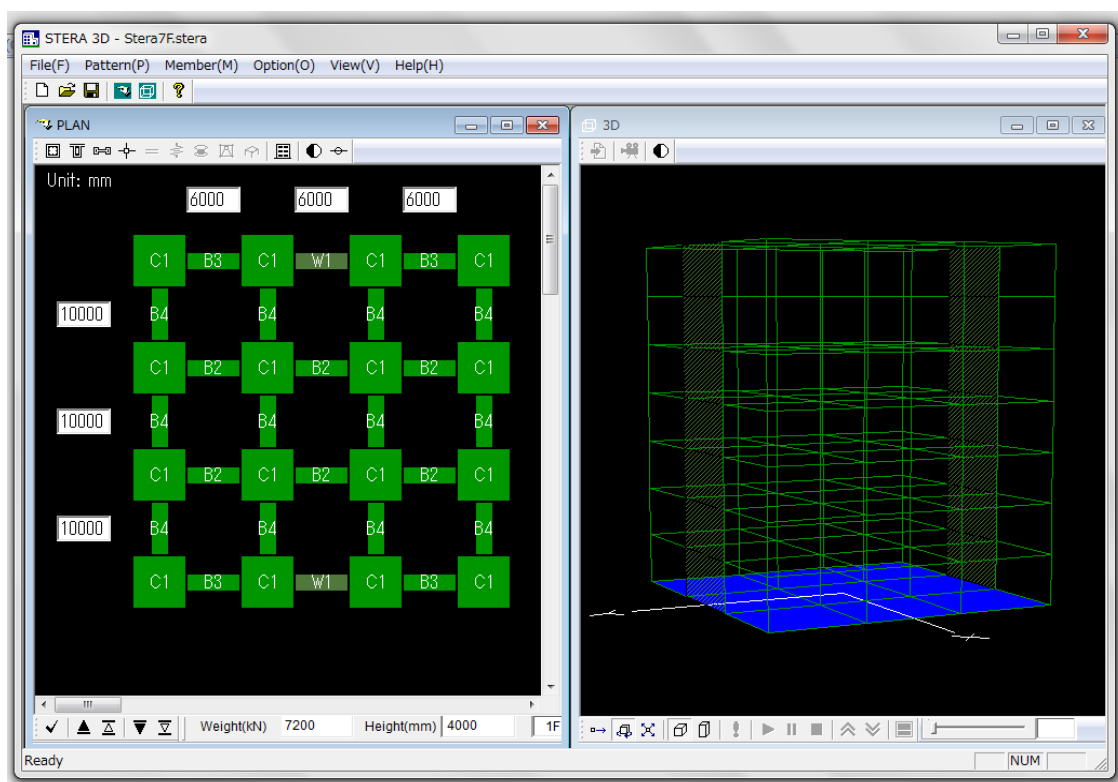 STERA 3D - Stera7F.stera
File(F) Pattern(P) Member(M) Option(O) View(V) Help(H)
PLAN
Unit: mm
6000 6000 6000
C1 B3 C1 W1 C1 B3 C1
10000 B4 B4 B4 B4
C1 B2 C1 B2 C1 B2 C1
10000 B4 B4 B4 B4
C1 B2 C1 B2 C1 B2 C1
10000 B4 B4 B4 B4
C1 B3 C1 W1 C1 B3 C1
Weight(kN) 7200 Height(mm) 4000 1F
3D
Ready NUM